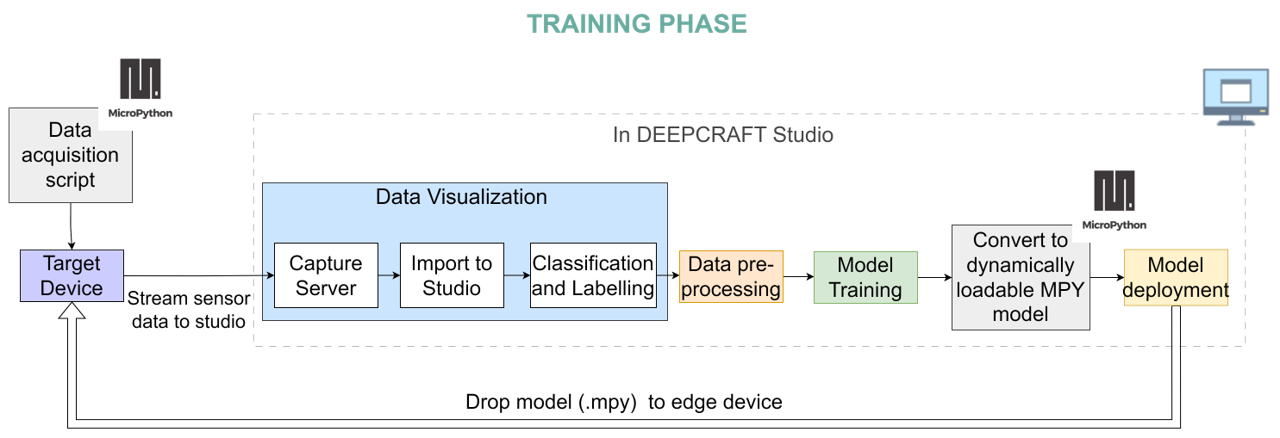 TRAINING PHASE
MicroPython
Data
acquisition
script
In DEEPCRAFT Studio
Data Visualization
MicroPython
Target
Device
Stream sensor
data to studio
Capture
Server
Import to
Studio
Classification
and Labelling
Data pre-
processing
Model
Training
Convert to
dynamically
loadable MPY
model
Model
deployment
Drop model (.mpy) to edge device